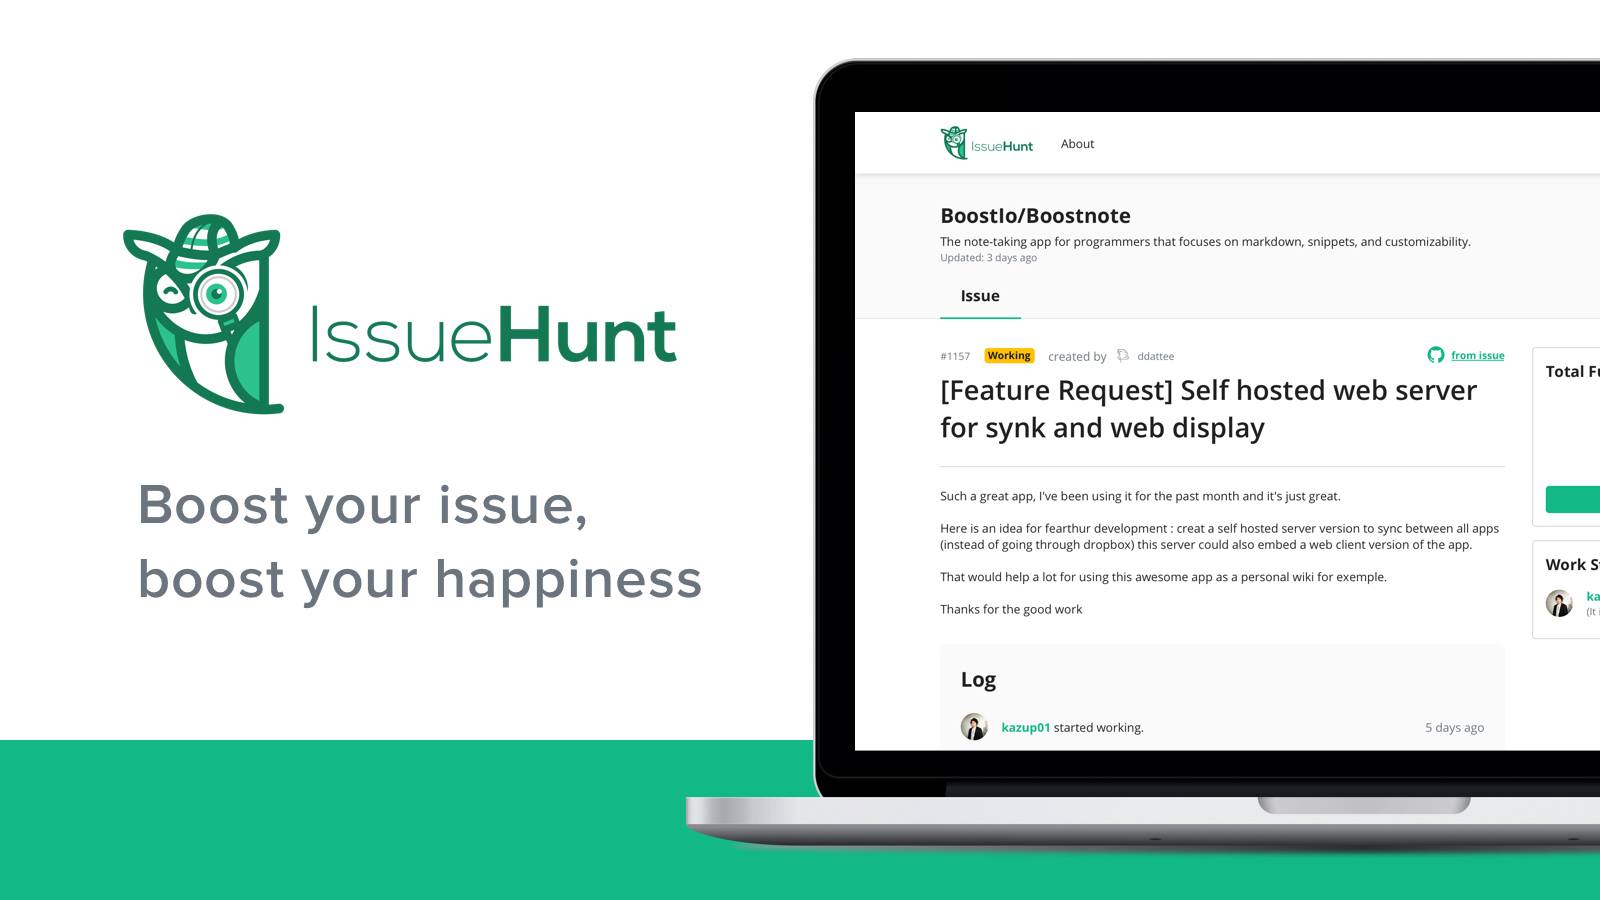 IssueHunt
Boost your issue,
boost your happiness
IssueHunt
About
BoostIo/Boostnote
The note-taking app for programmers that focuses on markdown, snippets, and customizability.
Updated: 3 days ago
Issue
#1157 Working created by ddattee from issue
[Feature Request] Self hosted web server
for synk and web display
Such a great app, I've been using it for the past month and it's just great.
Here is an idea for fearthur development : creat a self hosted server version to sync between all apps
(instead of going through dropbox) this server could also embed a web client version of the app.
That would help a lot for using this awesome app as a personal wiki for exemple.
Thanks for the good work
Log
kazup01 started working. 5 days ago
Total
Work